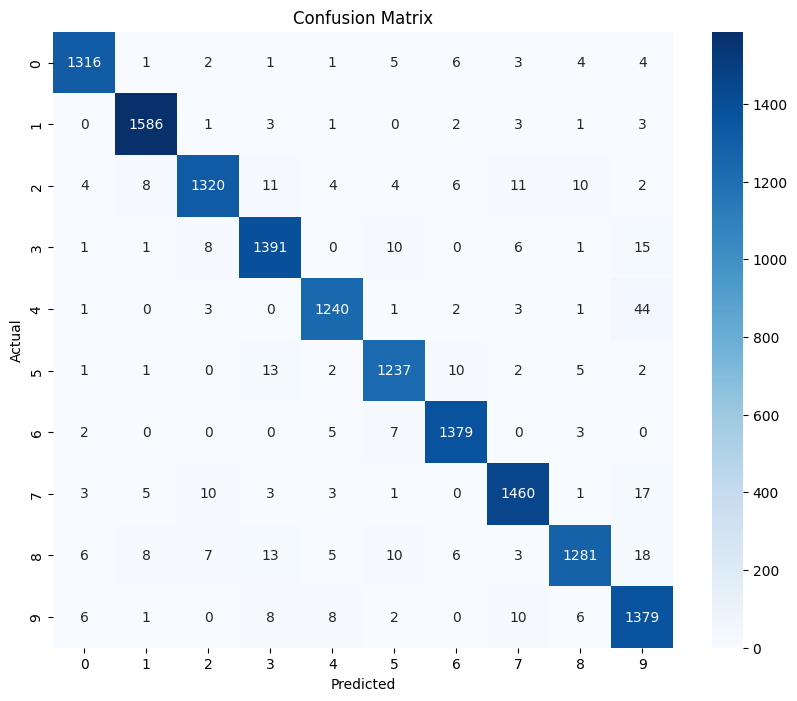 Confusion Matrix
0 1316 1 2 1 1 5 6 3 4 4
1 0 1586 1 3 1 0 2 3 1 3
2 4 8 1320 11 4 4 6 11 10 2
3 1 1 8 1391 0 10 0 6 1 15
4 1 0 3 0 1240 1 2 3 1 44
5 1 1 0 13 2 1237 10 2 5 2
6 2 0 0 0 5 7 1379 0 3 0
7 3 5 10 3 3 1 0 1460 1 17
8 6 8 7 13 5 10 6 3 1281 18
9 6 1 0 8 8 2 0 10 6 1379
0 1 2 3 4 5 6 7 8 9
Predicted
Actual
1400
1200
1000
800
600
400
200
0